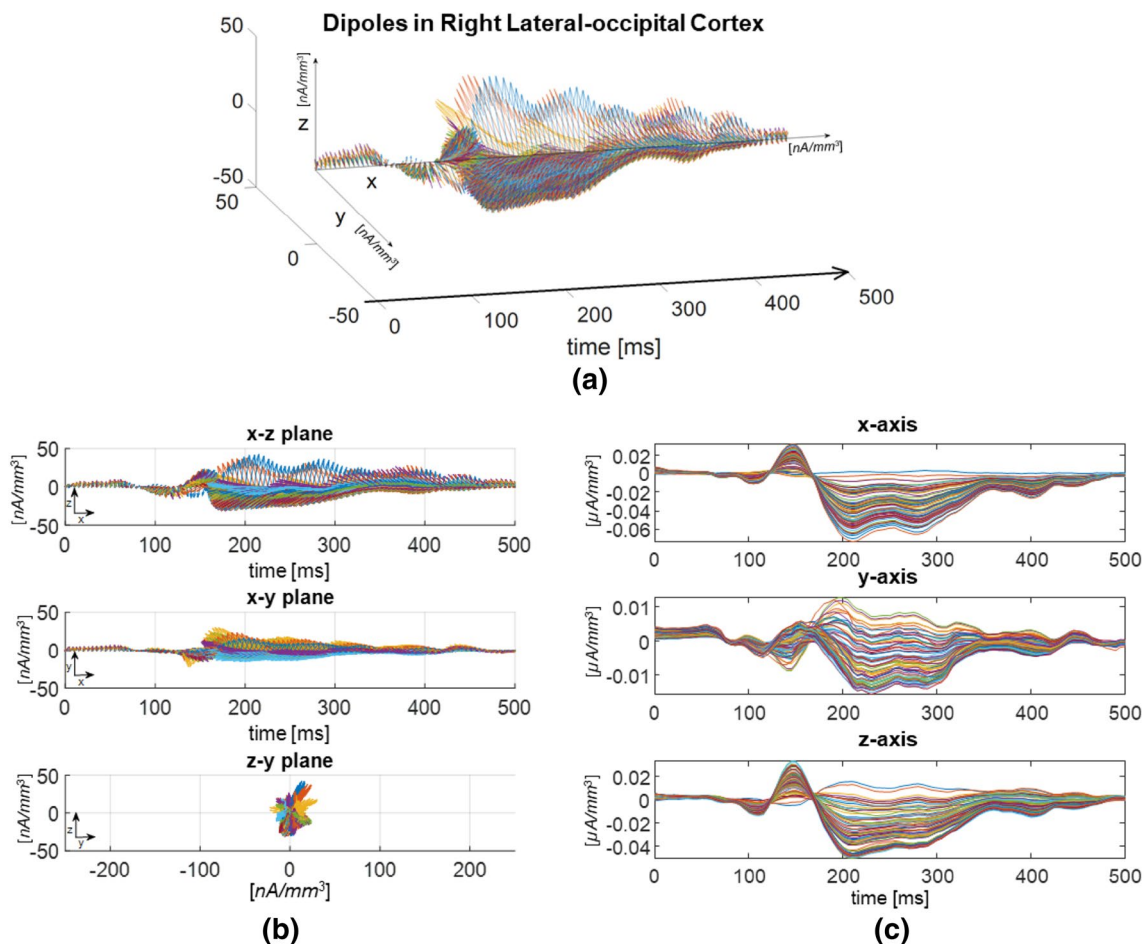 Dipoles in Right Lateral-occipital Cortex
50
0
-50
[nA/mm³]
z
x
y
[nA/mm³]
[nA/mm³]
50
0
-50
0
100
200
300
400
500
time [ms]
(a)
x-z plane
[nA/mm³]
50
0
-50
z
x
0 100 200 300 400 500
time [ms]
x-y plane
[nA/mm³]
50
0
-50
y
x
0 100 200 300 400 500
time [ms]
z-y plane
[nA/mm³]
50
0
-50
z
y
-200 -100 0 100 200
[nA/mm³]
(b)
x-axis
[µA/mm³]
0.02
0
-0.02
-0.04
-0.06
0 100 200 300 400 500
y-axis
[µA/mm³]
0.01
0
-0.01
0 100 200 300 400 500
z-axis
[µA/mm³]
0.02
0
-0.02
-0.04
0 100 200 300 400 500
time [ms]
(c)